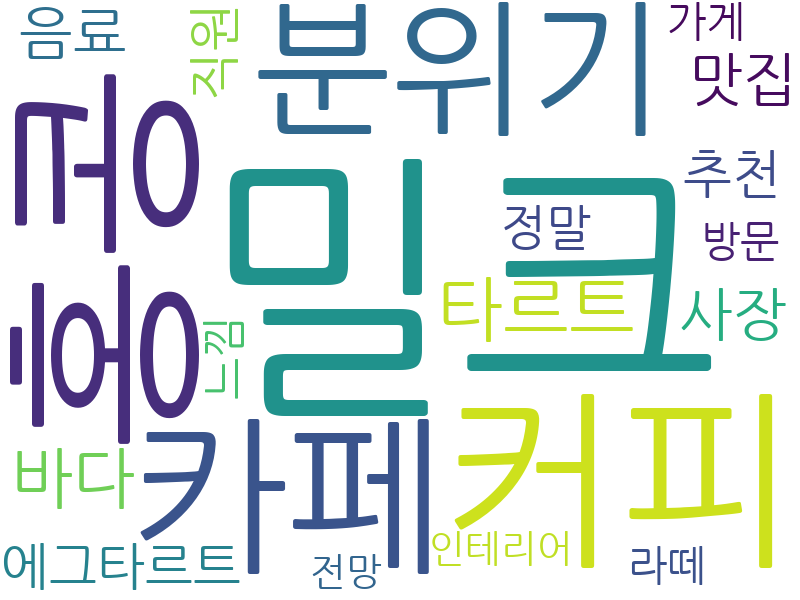 음료
직원
분위기
가게
맛집
홍콩
밀크
추천
정말
방문
타르트
사장
느낌
카페
커피
바다
에그타르트
전망
인테리어
라떼